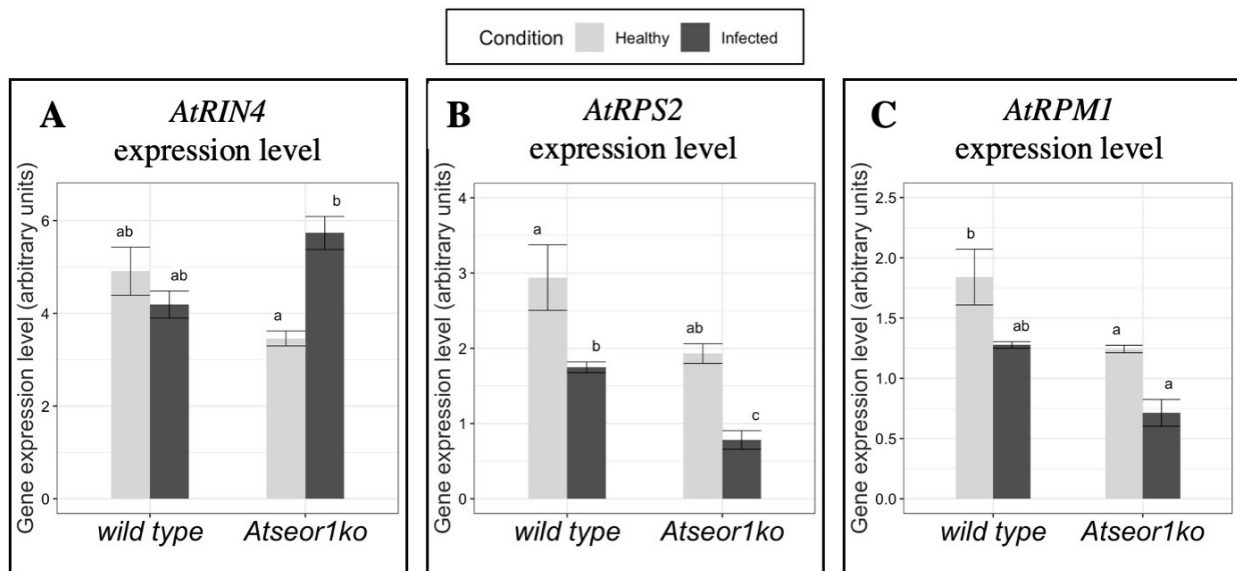 Condition Healthy Infected
A AtRIN4
expression level
Gene expression level (arbitrary units)
6
4
2
0
ab
ab
a
b
wild type Atseor1ko
B AtRPS2
expression level
Gene expression level (arbitrary units)
4
3
2
1
0
a
b
ab
c
wild type Atseor1ko
C AtRPM1
expression level
Gene expression level (arbitrary units)
2.5
2.0
1.5
1.0
0.5
0.0
b
ab
a
a
wild type Atseor1ko